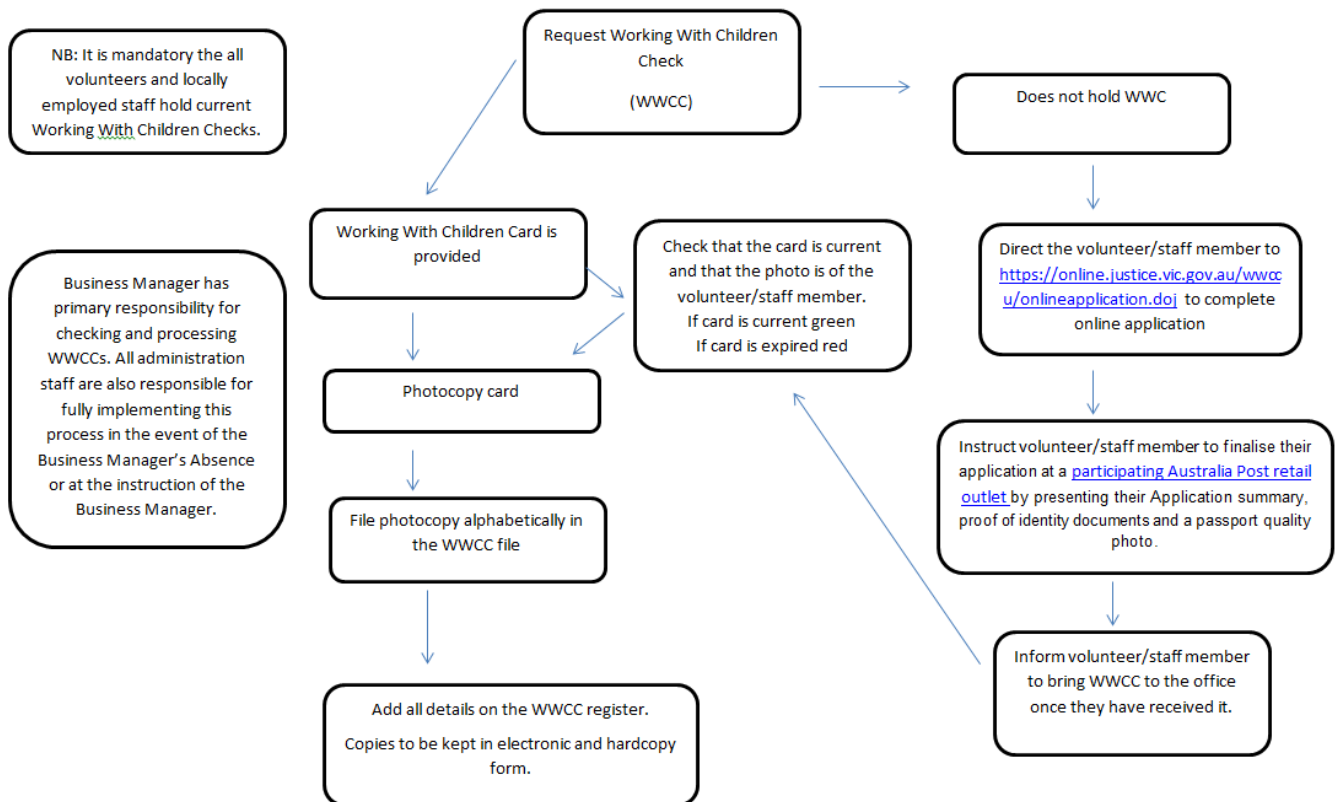 NB: It is mandatory the all
volunteers and locally
employed staff hold current
Working With Children Checks.
Request Working With Children
Check
(WWCC)
Does not hold WWC
Working With Children Card is
provided
Check that the card is current
and that the photo is of the
volunteer/staff member.
If card is current green
If card is expired red
Direct the volunteer/staff member to
https://online.justice.vic.gov.au/wwcc
u/onlineapplication.doj to complete
online application
Business Manager has
primary responsibility for
checking and processing
WWCCs. All administration
staff are also responsible for
fully implementing this
process in the event of the
Business Manager's Absence
or at the instruction of the
Business Manager.
Photocopy card
Instruct volunteer/staff member to finalise their
application at a participating Australia Post retail
outlet by presenting their Application summary,
proof of identity documents and a passport quality
photo.
File photocopy alphabetically in
the WWCC file
Inform volunteer/staff member
to bring WWCC to the office
once they have received it.
Add all details on the WWCC register.
Copies to be kept in electronic and hardcopy
form.